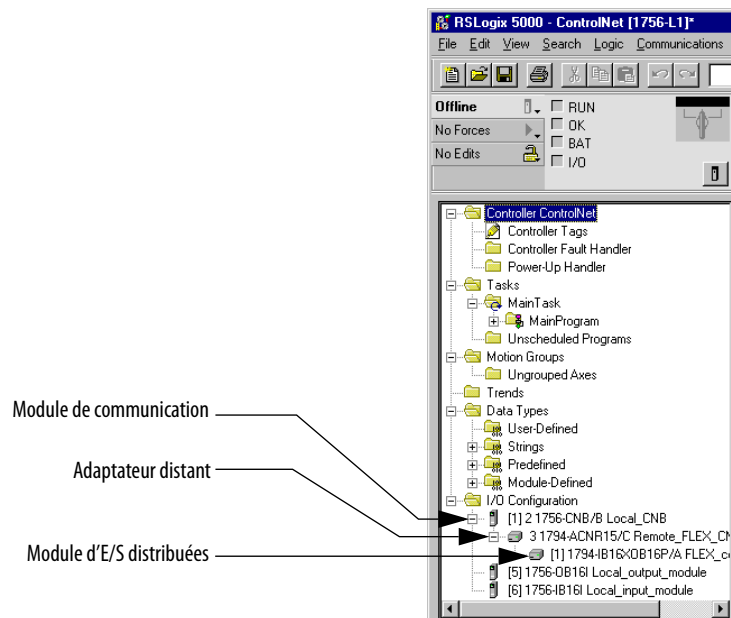 RSLogix 5000 - ControlNet [1756-L1]*
File Edit View Search Logic Communications
Offline
RUN
No Forces
OK
BAT
No Edits
I/O
Controller ControlNet
Controller Tags
Controller Fault Handler
Power-Up Handler
Tasks
MainTask
MainProgram
Unscheduled Programs
Motion Groups
Ungrouped Axes
Trends
Data Types
User-Defined
Strings
Predefined
Module-Defined
I/O Configuration
Module de communication
[1] 2 1756-CNB/B Local_CNB
Adaptateur distant
3 1794-ACNR15/C Remote_FLEX_CN
Module d’E/S distribuées
[1] 1794-IB16XOB16P/A FLEX_c
[5] 1756-OB16I Local_output_module
[6] 1756-IB16I Local_input_module